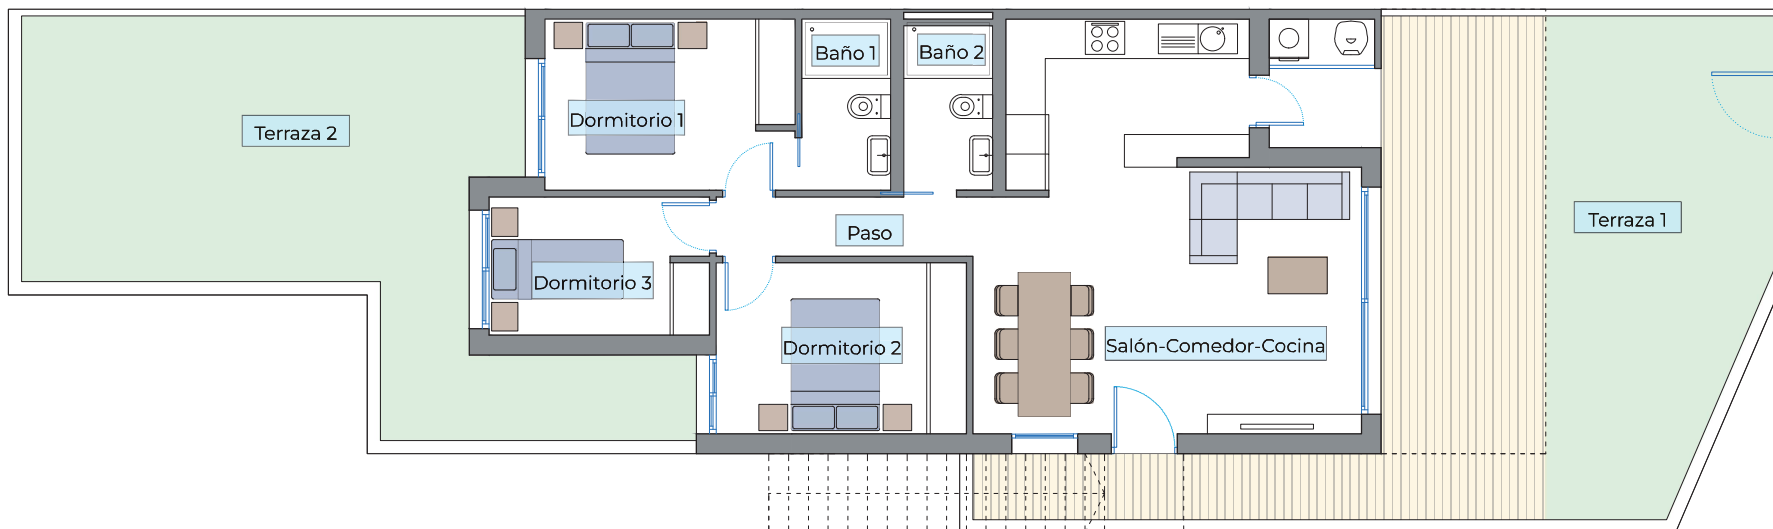 Baño 1
Baño 2
Dormitorio 1
Terraza 2
Terraza 1
Paso
Dormitorio 3
Dormitorio 2
Salón-Comedor-Cocina